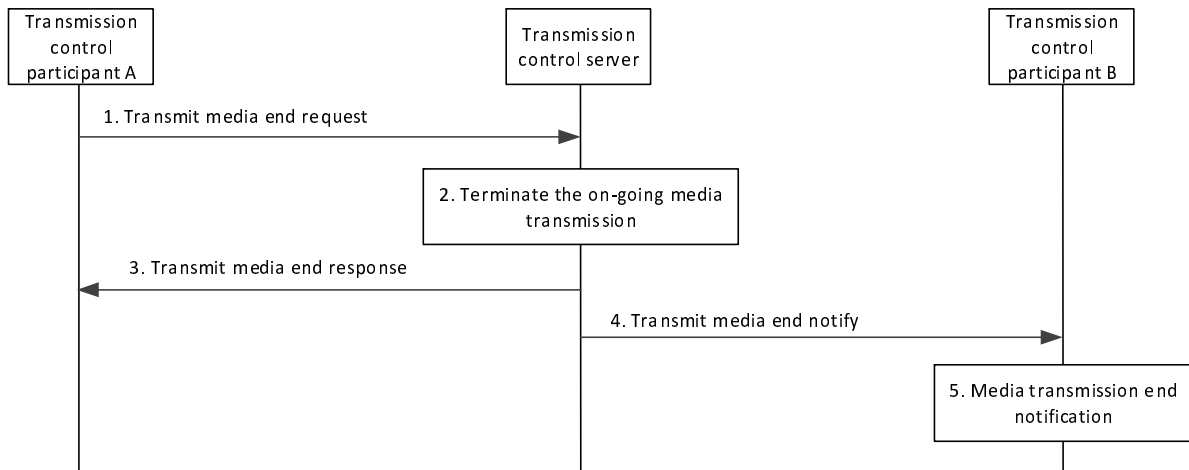 Transmission
control
participant A
Transmission
control server
Transmission
control
participant B
1. Transmit media end request
2. Terminate the on-going media
transmission
3. Transmit media end response
4. Transmit media end notify
5. Media transmission end
notification